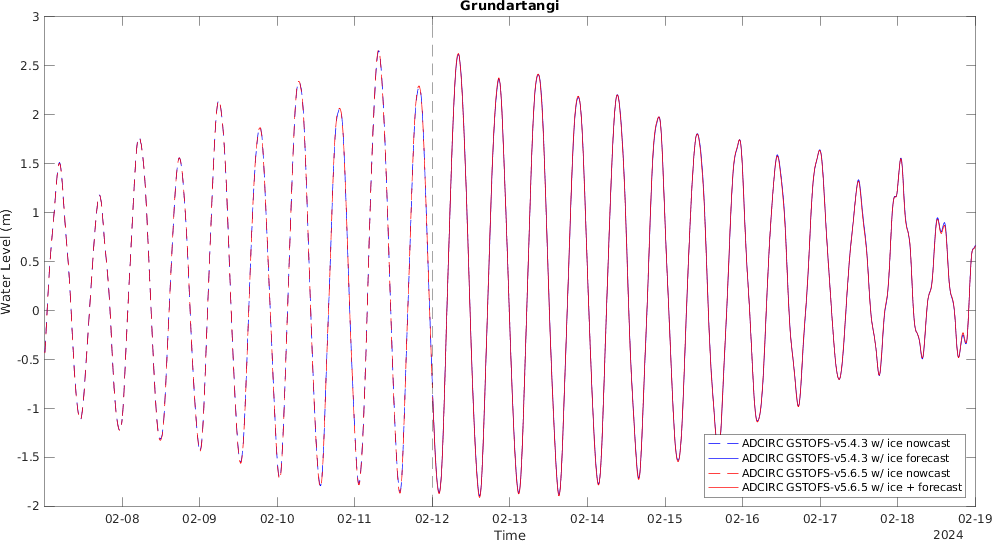 Grundartangi
3
2.5
2
1.5
1
0.5
0
-0.5
-1
-1.5
-2
Water Level (m)
ADCIRC GSTOFS-v5.4.3 w/ ice nowcast
ADCIRC GSTOFS-v5.4.3 w/ ice forecast
ADCIRC GSTOFS-v5.6.5 w/ ice nowcast
ADCIRC GSTOFS-v5.6.5 w/ ice + forecast
02-08 02-09 02-10 02-11 02-12 02-13 02-14 02-15 02-16 02-17 02-18 02-19
Time
2024